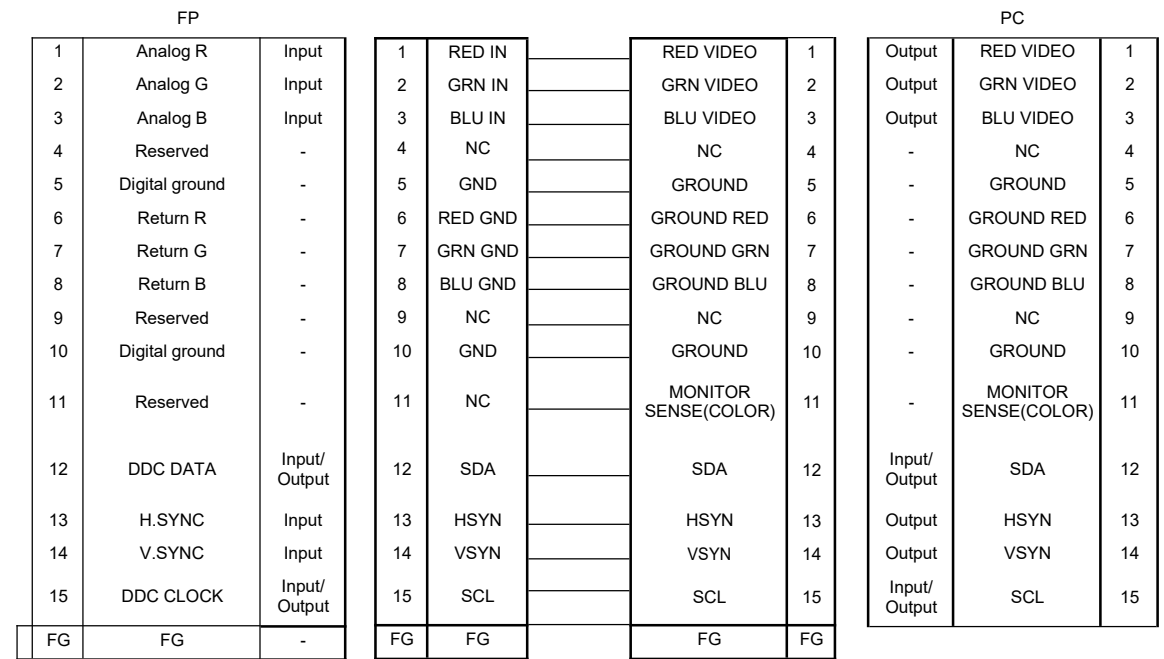 FP PC
1 Analog R Input 1 RED IN RED VIDEO 1 Output RED VIDEO 1
2 Analog G Input 2 GRN IN GRN VIDEO 2 Output GRN VIDEO 2
3 Analog B Input 3 BLU IN BLU VIDEO 3 Output BLU VIDEO 3
4 Reserved - 4 NC NC 4 - NC 4
5 Digital ground - 5 GND GROUND 5 - GROUND 5
6 Return R - 6 RED GND GROUND RED 6 - GROUND RED 6
7 Return G - 7 GRN GND GROUND GRN 7 - GROUND GRN 7
8 Return B - 8 BLU GND GROUND BLU 8 - GROUND BLU 8
9 Reserved - 9 NC NC 9 - NC 9
10 Digital ground - 10 GND GROUND 10 - GROUND 10
11 Reserved - 11 NC MONITOR SENSE(COLOR) 11 - MONITOR SENSE(COLOR) 11
12 DDC DATA Input/ Output 12 SDA SDA 12 Input/ Output SDA 12
13 H.SYNC Input 13 HSYN HSYN 13 Output HSYN 13
14 V.SYNC Input 14 VSYN VSYN 14 Output VSYN 14
15 DDC CLOCK Input/ Output 15 SCL SCL 15 Input/ Output SCL 15
FG FG - FG FG FG FG